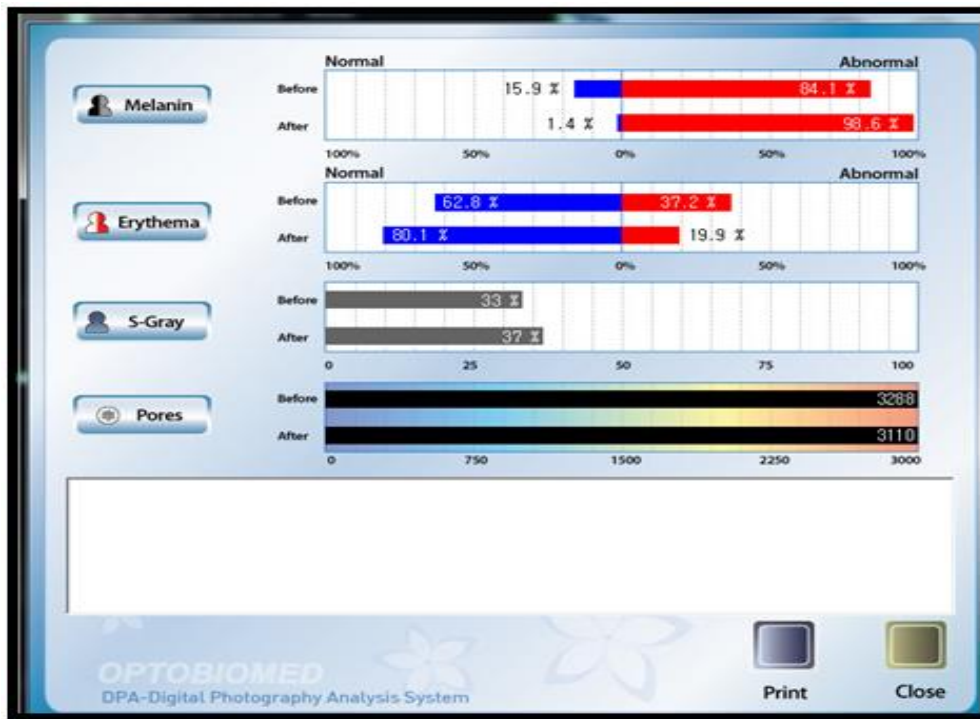 Normal Abnormal
Melanin
Before 15.9 % 84.1 %
After 1.4 % 98.6 %
100% 50% 0% 50% 100%
Normal Abnormal
Erythema
Before 62.8 % 37.2 %
After 80.1 % 19.9 %
100% 50% 0% 50% 100%
S-Gray
Before 33 %
After 37 %
0 25 50 75 100
Pores
Before 3288
After 3110
0 750 1500 2250 3000
OPTOBIOMED
DPA-Digital Photography Analysis System
Print Close